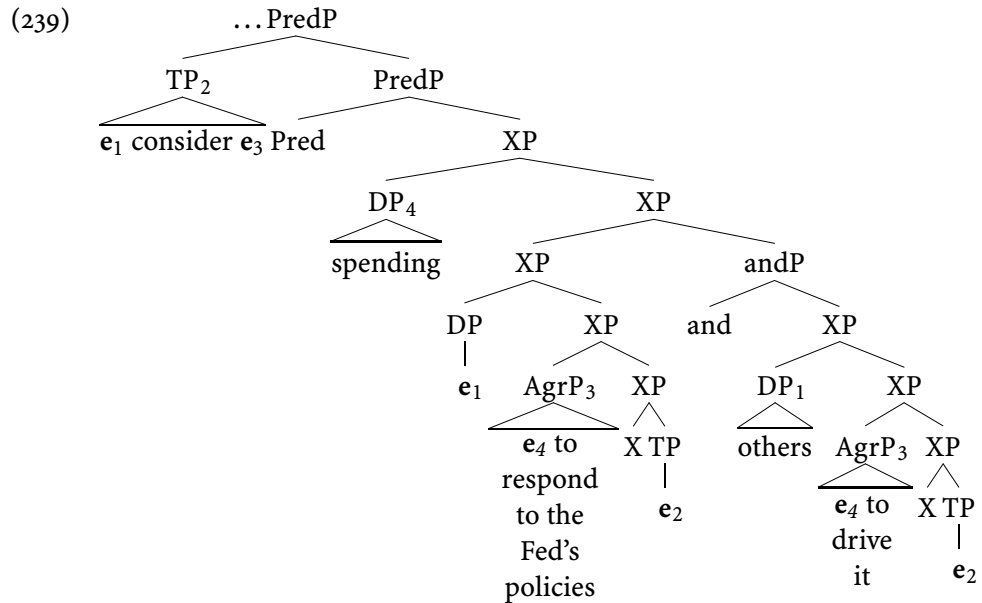 (239) …PredP
TP₂ PredP
e₁ consider e₃ Pred XP
DP₄ XP
spending XP andP
DP XP and XP
e₁ AgrP₃ XP DP₁ XP
e₄ to X TP others AgrP₃ XP
respond e₂ e₄ to X TP
to the drive
Fed's it e₂
policies